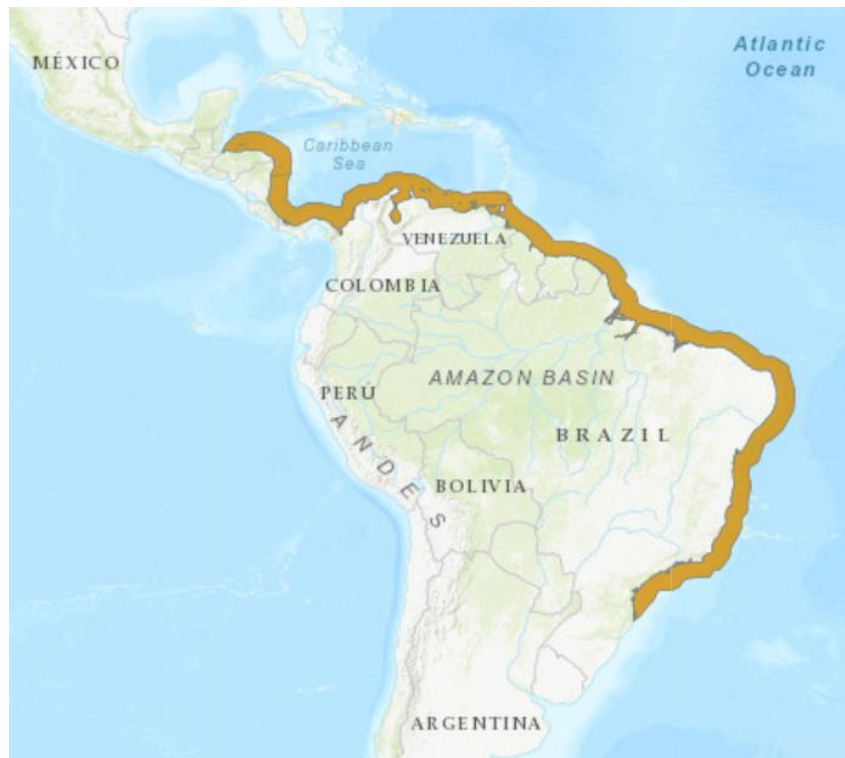 Atlantic
Ocean
MÉXICO
Caribbean
Sea
VENEZUELA
COLOMBIA
AMAZON BASIN
PERÚ
ANDES
BRAZIL
BOLIVIA
ARGENTINA